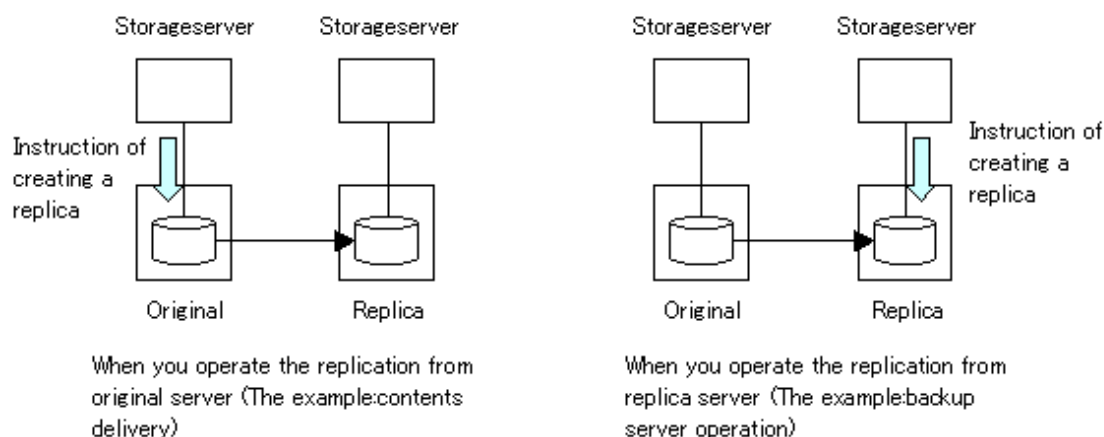 Storageserver
Storageserver
Instruction of
creating a
replica
Original
Replica
When you operate the replication from
original server (The example:contents
delivery)
Storageserver
Storageserver
Instruction of
creating a
replica
Original
Replica
When you operate the replication from
replica server (The example:backup
server operation)